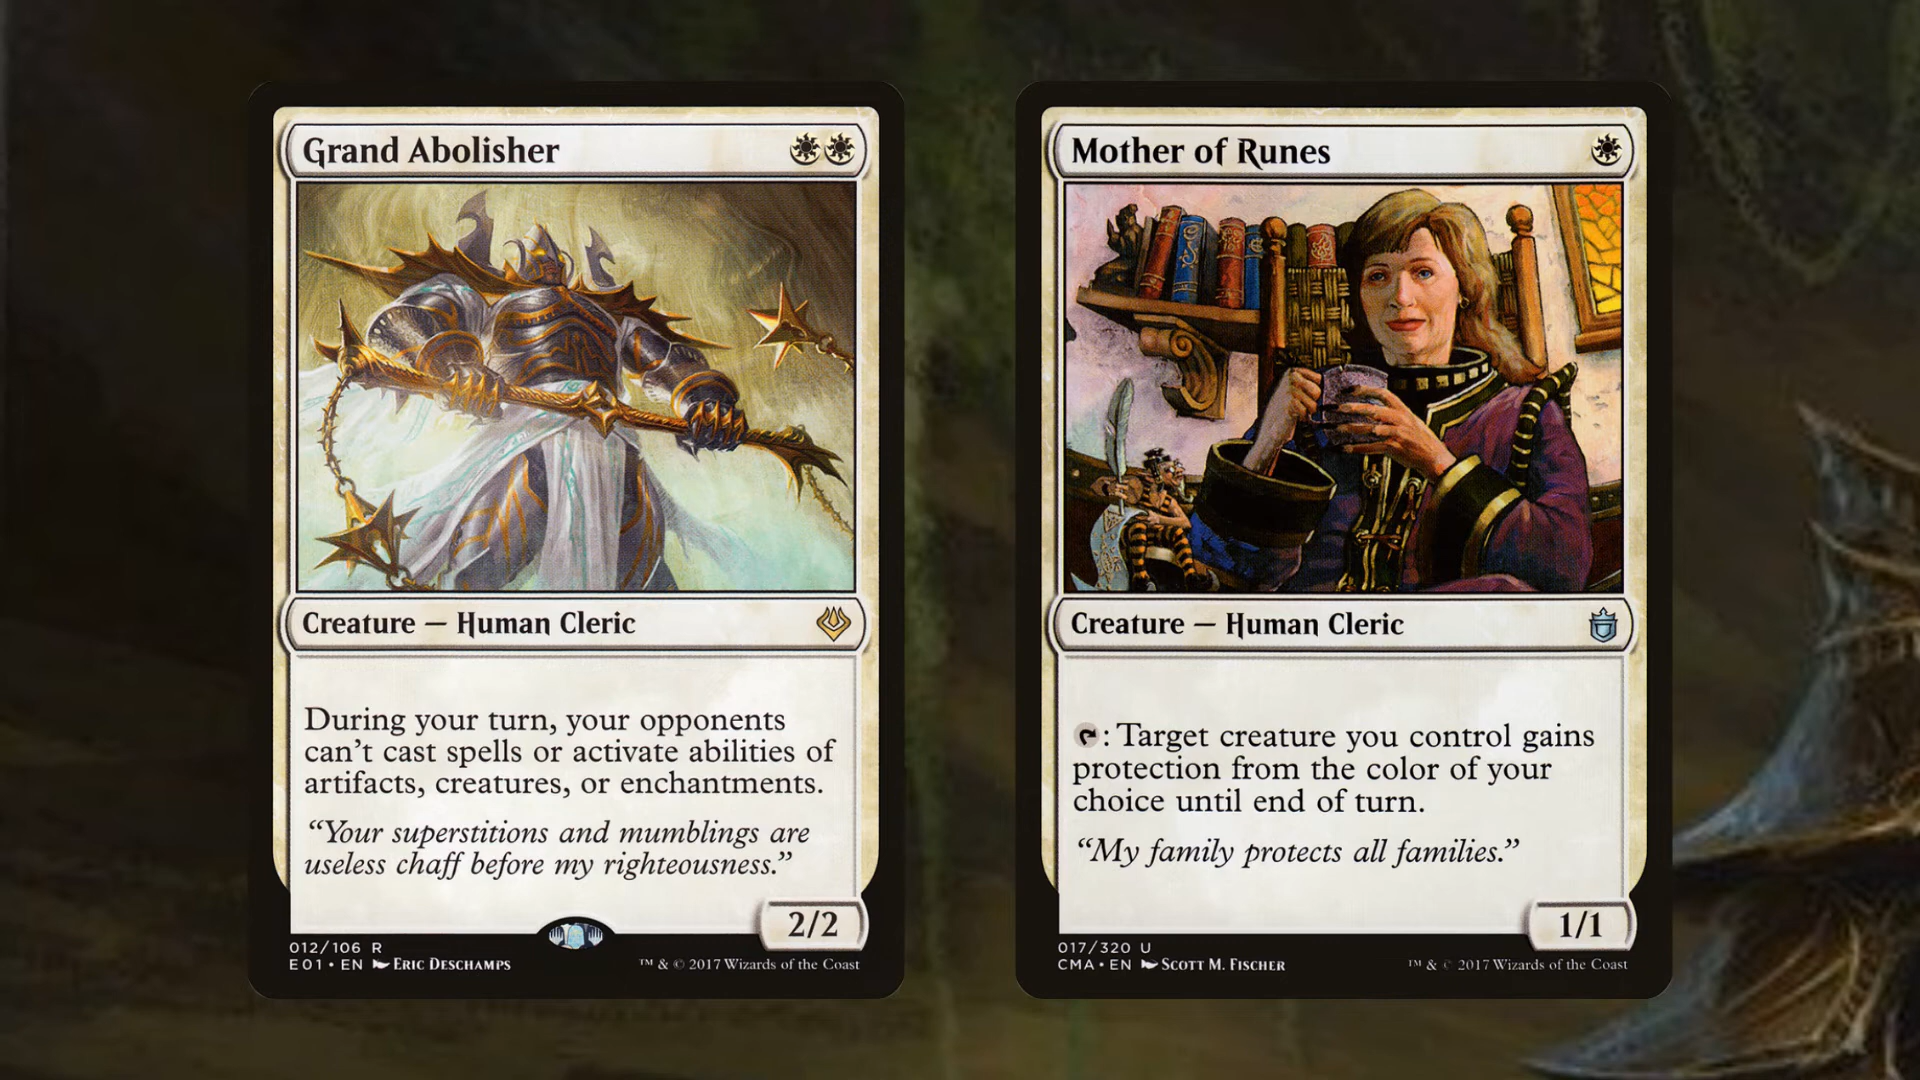 Grand Abolisher
Creature — Human Cleric
During your turn, your opponents
can’t cast spells or activate abilities of
artifacts, creatures, or enchantments.
“Your superstitions and mumblings are
useless chaff before my righteousness.”
2/2
012/106 R
E01 • EN Eric Deschamps
™ & © 2017 Wizards of the Coast
Mother of Runes
Creature — Human Cleric
: Target creature you control gains
protection from the color of your
choice until end of turn.
“My family protects all families.”
1/1
017/320 U
CMA • EN Scott M. Fischer
™ & © 2017 Wizards of the Coast